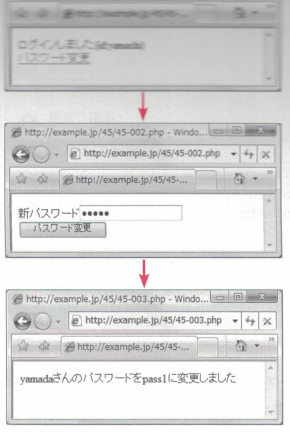 ログインしました(id:yamada)
パスワード変更
http://example.jp/45/45-002.php - Windo...
http://example.jp/45/45-002.php
http://example.jp/45/45-...
新パスワード •••••
パスワード変更
http://example.jp/45/45-003.php - Windo...
http://example.jp/45/45-003.php
http://example.jp/45/45-...
yamadaさんのパスワードをpass1に変更しました